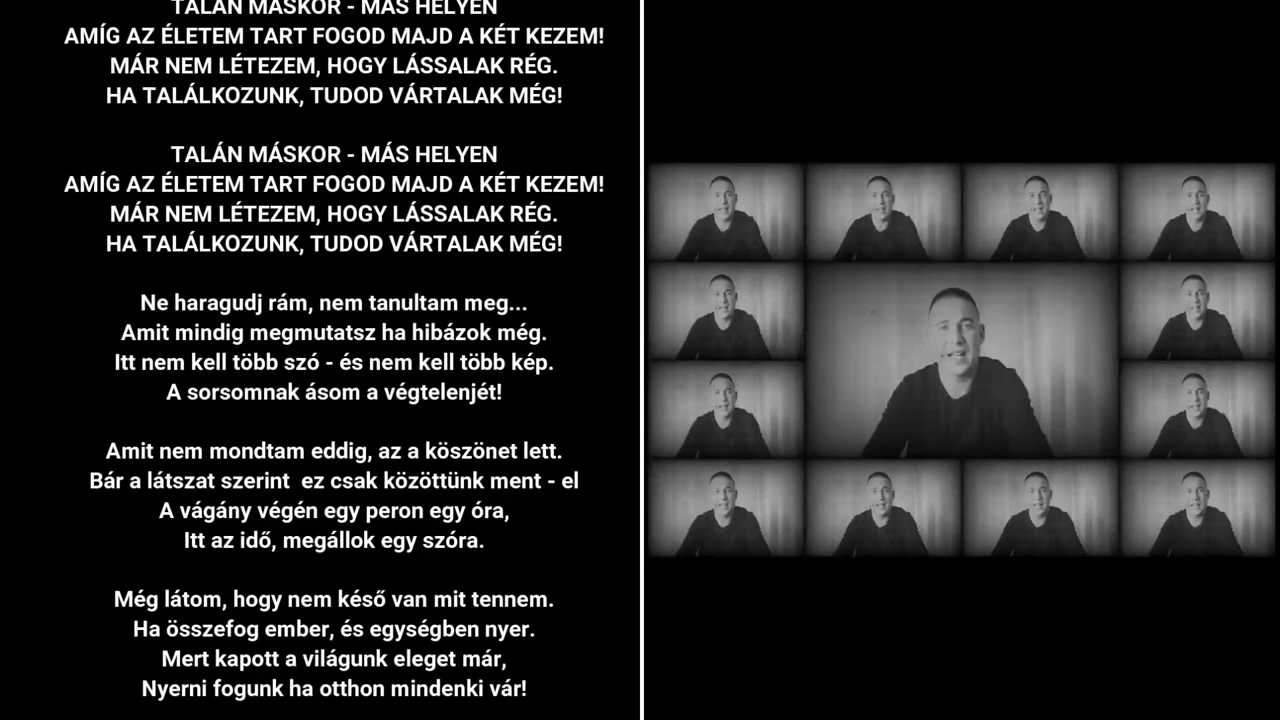 TALÁN MÁSKOR - MÁS HELYEN
AMÍG AZ ÉLETEM TART FOGOD MAJD A KÉT KEZEM!
MÁR NEM LÉTEZEM, HOGY LÁSSALAK RÉG.
HA TALÁLKOZUNK, TUDOD VÁRTALAK MÉG!
TALÁN MÁSKOR - MÁS HELYEN
AMÍG AZ ÉLETEM TART FOGOD MAJD A KÉT KEZEM!
MÁR NEM LÉTEZEM, HOGY LÁSSALAK RÉG.
HA TALÁLKOZUNK, TUDOD VÁRTALAK MÉG!
Ne haragudj rám, nem tanultam meg...
Amit mindig megmutatsz ha hibázok még.
Itt nem kell több szó - és nem kell több kép.
A sorsomnak ásom a végtelenjét!
Amit nem mondtam eddig, az a köszönet lett.
Bár a látszat szerint  ez csak közöttünk ment - el
A vágány végén egy peron egy óra,
Itt az idő, megállok egy szóra.
Még látom, hogy nem késő van mit tennem.
Ha összefog ember, és egységben nyer.
Mert kapott a világunk eleget már,
Nyerni fogunk ha otthon mindenki vár!